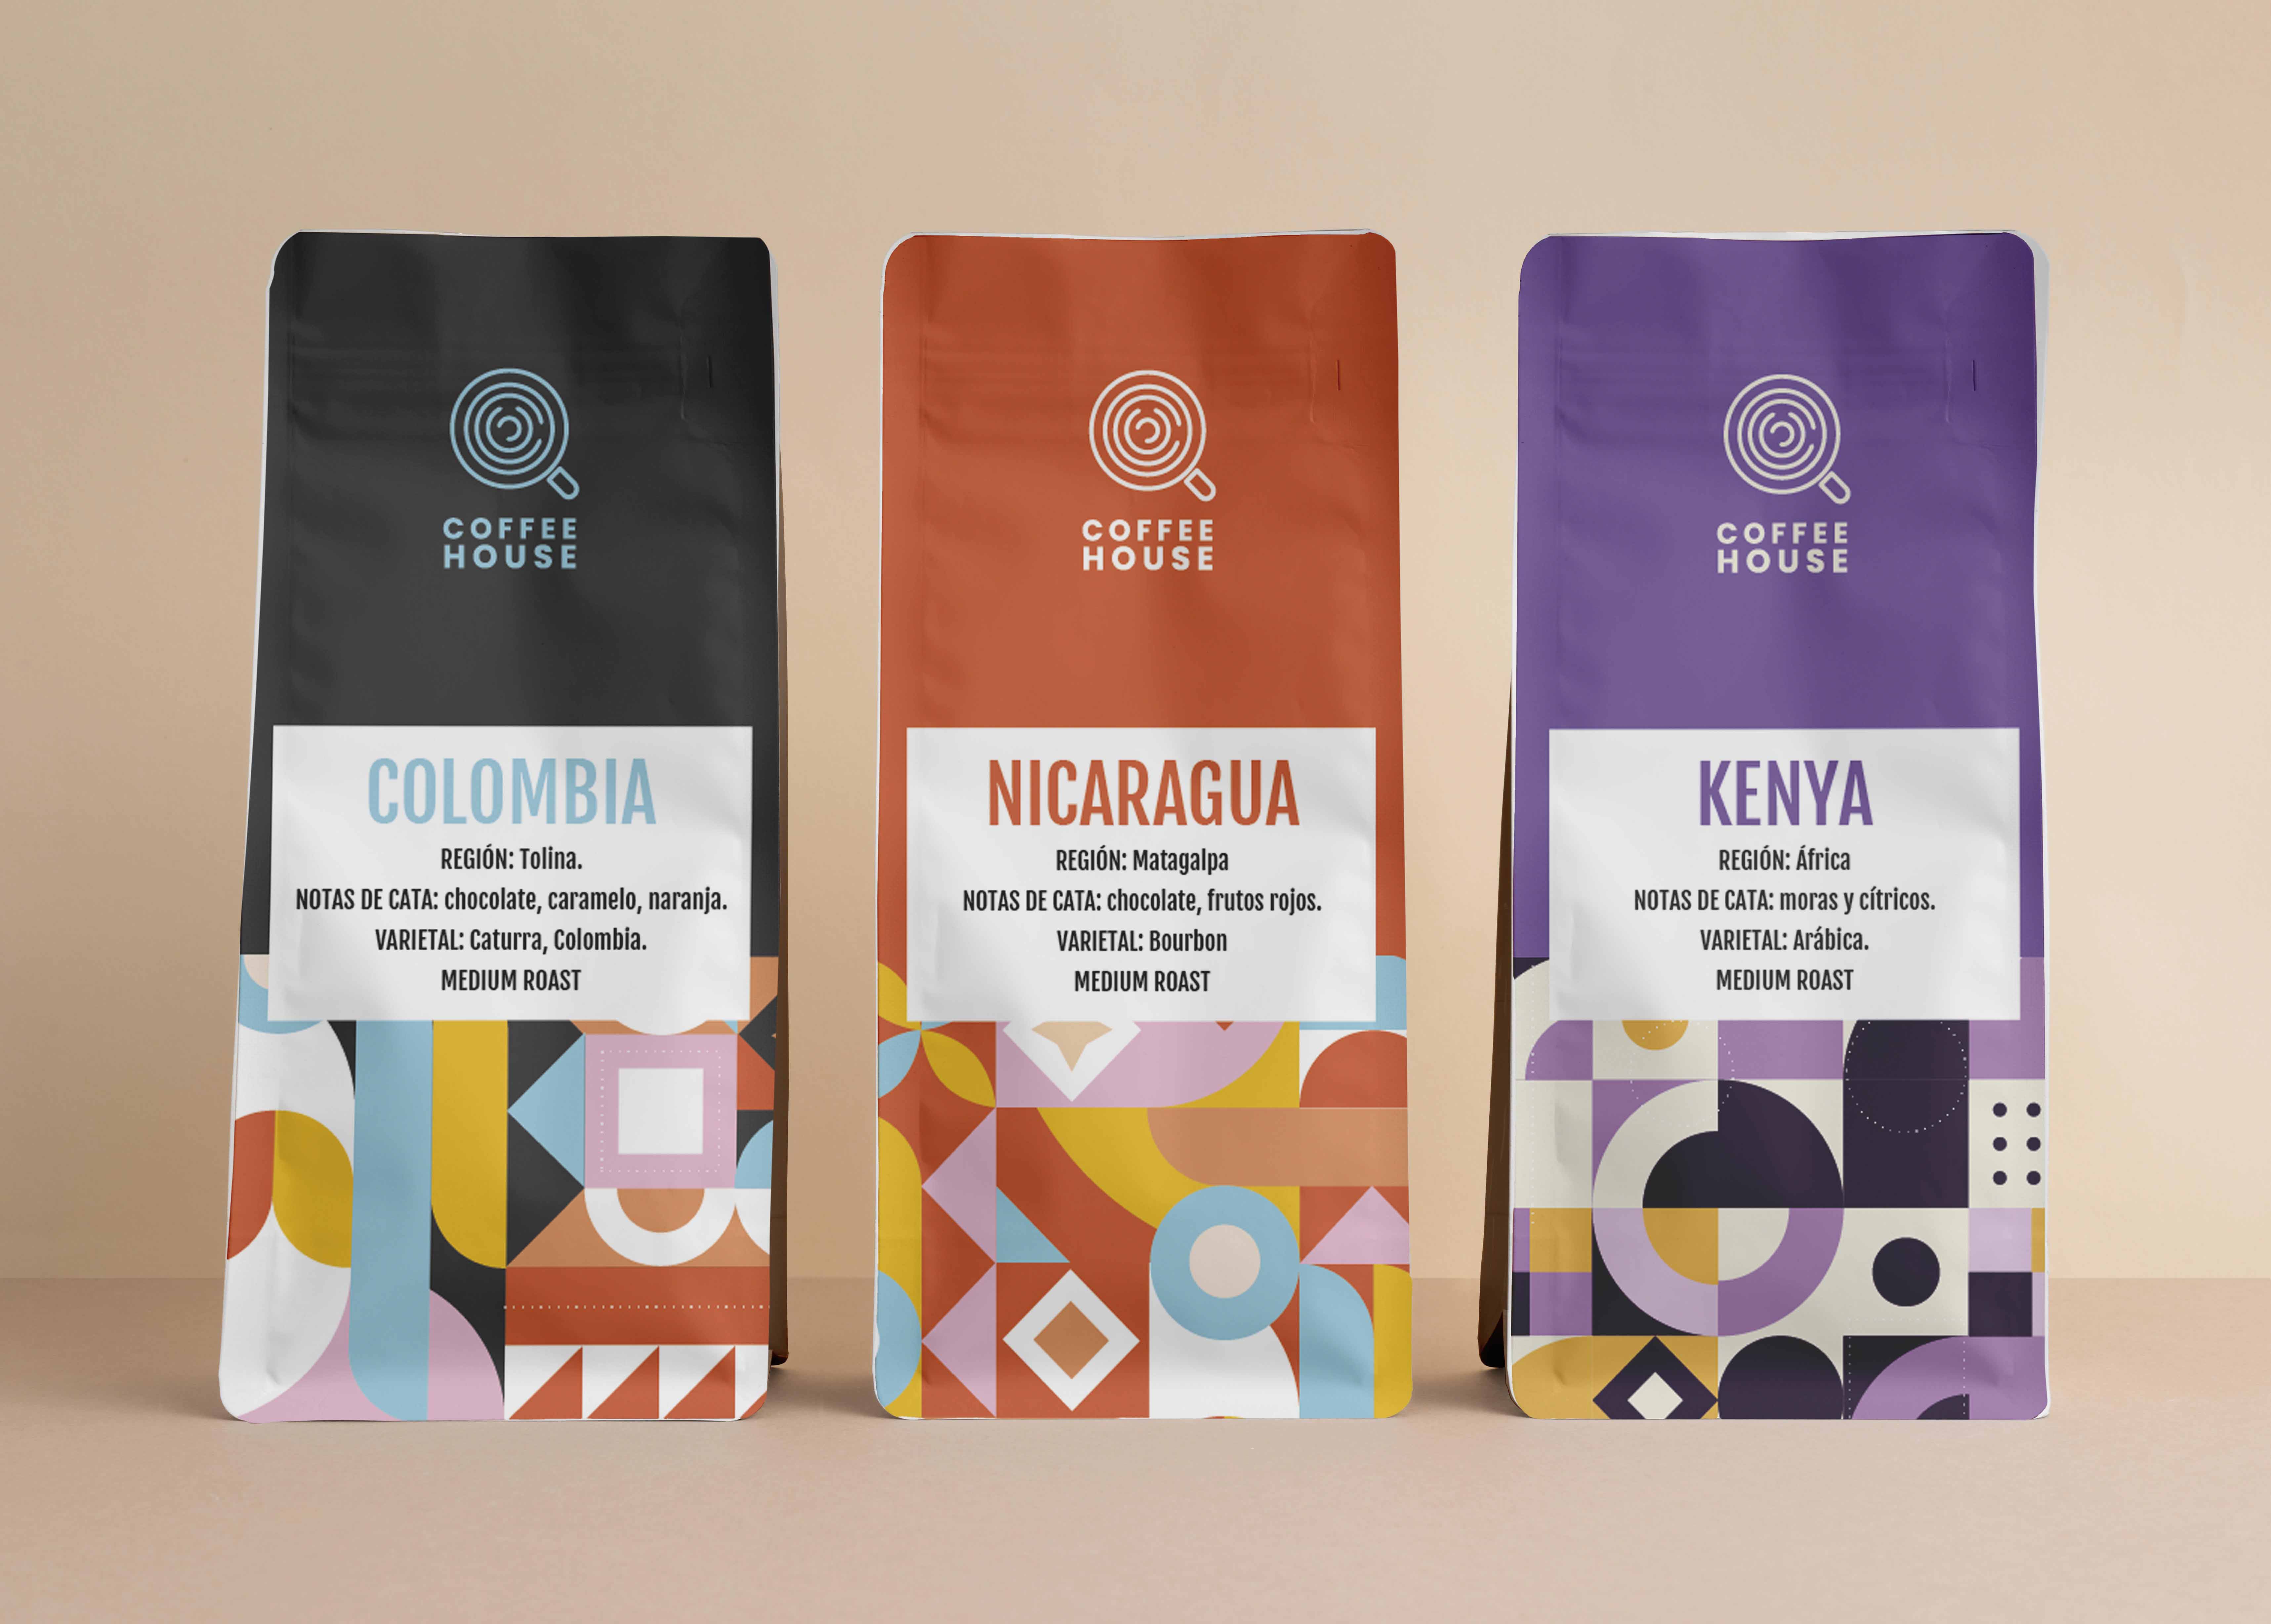 COFFEE
HOUSE
COLOMBIA
REGIÓN: Tolina.
NOTAS DE CATA: chocolate, caramelo, naranja.
VARIETAL: Caturra, Colombia.
MEDIUM ROAST
COFFEE
HOUSE
NICARAGUA
REGIÓN: Matagalpa
NOTAS DE CATA: chocolate, frutos rojos.
VARIETAL: Bourbon
MEDIUM ROAST
COFFEE
HOUSE
KENYA
REGIÓN: África
NOTAS DE CATA: moras y cítricos.
VARIETAL: Arábica.
MEDIUM ROAST